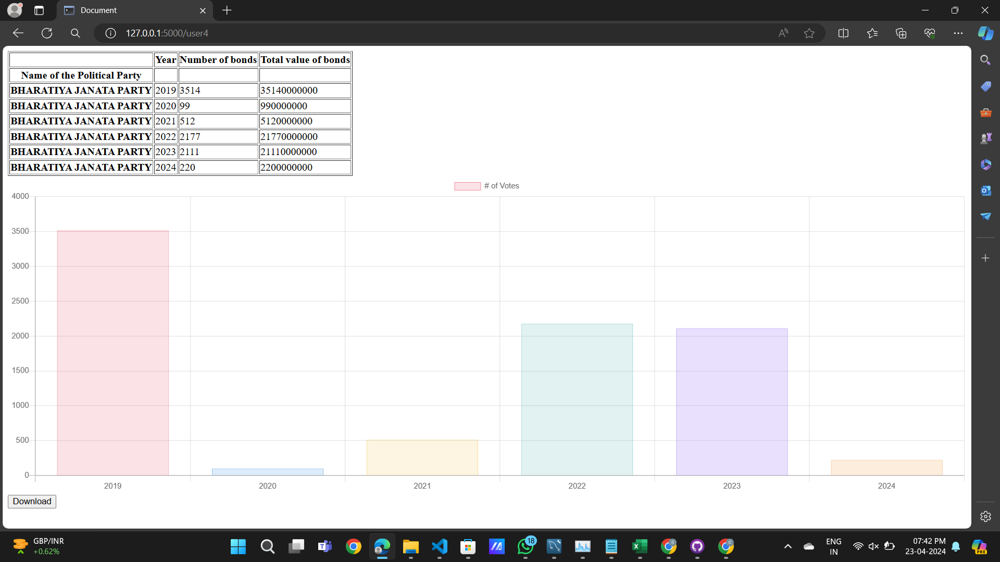 Document
127.0.0.1:5000/user4
Year Number of bonds Total value of bonds
Name of the Political Party
BHARATIYA JANATA PARTY 2019 3514 35140000000
BHARATIYA JANATA PARTY 2020 99 990000000
BHARATIYA JANATA PARTY 2021 512 5120000000
BHARATIYA JANATA PARTY 2022 2177 21770000000
BHARATIYA JANATA PARTY 2023 2111 21110000000
BHARATIYA JANATA PARTY 2024 220 2200000000
# of Votes
4000
3500
3000
2500
2000
1500
1000
500
0
2019 2020 2021 2022 2023 2024
Download
GBP/INR
+0.62%
18
S
C
ENG
IN
07:42 PM
23-04-2024
PRE